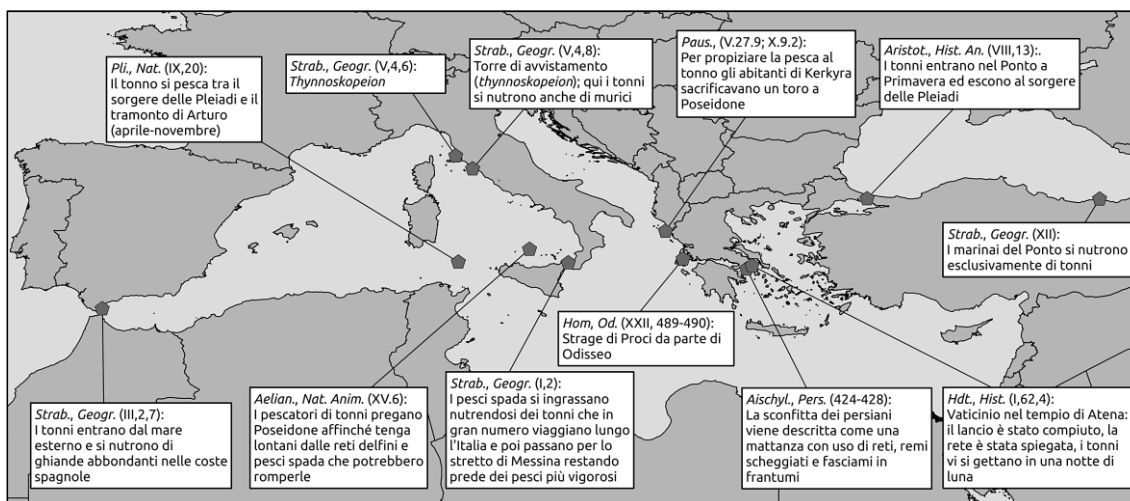 Pli., Nat. (IX,20):
Il tonno si pesca tra il
sorgere delle Pleiadi e il
tramonto di Arturo
(aprile-novembre)
Strab., Geogr. (V,4,6):
Thynnoskopeion
Strab., Geogr. (V,4,8):
Torre di avvistamento
(thynnoskopeion); qui i tonni
si nutrono anche di murici
Paus., (V.27.9; X.9.2):
Per propiziare la pesca al
tonno gli abitanti di Kerkyra
sacrificavano un toro a
Poseidone
Aristot., Hist. An. (VIII,13):.
I tonni entrano nel Ponto a
Primavera ed escono al sorgere
delle Pleiadi
Strab., Geogr. (XII):
I marinai del Ponto si nutrono
esclusivamente di tonni
Hom, Od. (XXII, 489-490):
Strage di Proci da parte di
Odisseo
Strab., Geogr. (III,2,7):
I tonni entrano dal mare
esterno e si nutrono di
ghiande abbondanti nelle coste
spagnole
Aelian., Nat. Anim. (XV.6):
I pescatori di tonni pregano
Poseidone affinché tenga
lontani dalle reti delfini e
pesci spada che potrebbero
romperle
Strab., Geogr. (I,2):
I pesci spada si ingrassano
nutrendosi dei tonni che in
gran numero viaggiano lungo
l'Italia e poi passano per lo
stretto di Messina restando
prede dei pesci più vigorosi
Aischyl., Pers. (424-428):
La sconfitta dei persiani
viene descritta come una
mattanza con uso di reti, remi
scheggiati e fasciami in
frantumi
Hdt., Hist. (I,62,4):
Vaticinio nel tempio di Atena:
il lancio è stato compiuto, la
rete è stata spiegata, i tonni
vi si gettano in una notte di
luna